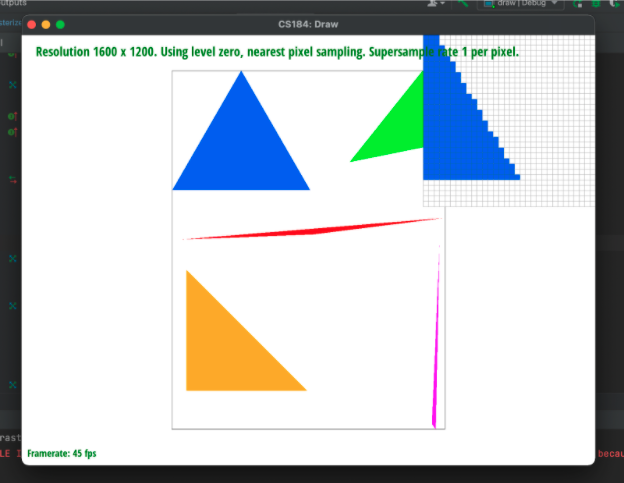 utputs
draw | Debug
CS184: Draw
Resolution 1600 x 1200. Using level zero, nearest pixel sampling. Supersample rate 1 per pixel.
Framerate: 45 fps
rast
LE
becau